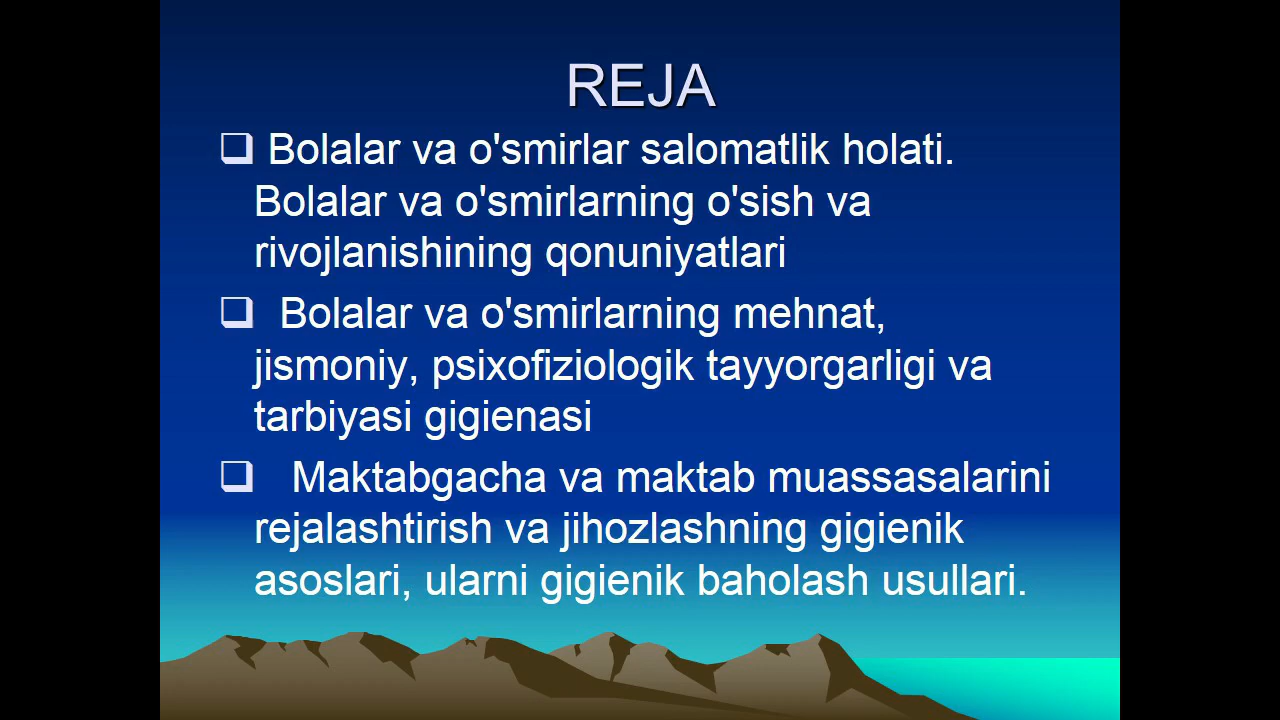 REJA
Bolalar va o'smirlar salomatlik holati.
Bolalar va o'smirlarning o'sish va
rivojlanishining qonuniyatlari
Bolalar va o'smirlarning mehnat,
jismoniy, psixofiziologik tayyorgarligi va
tarbiyasi gigienasi
Maktabgacha va maktab muassasalarini
rejalashtirish va jihozlashning gigienik
asoslari, ularni gigienik baholash usullari.